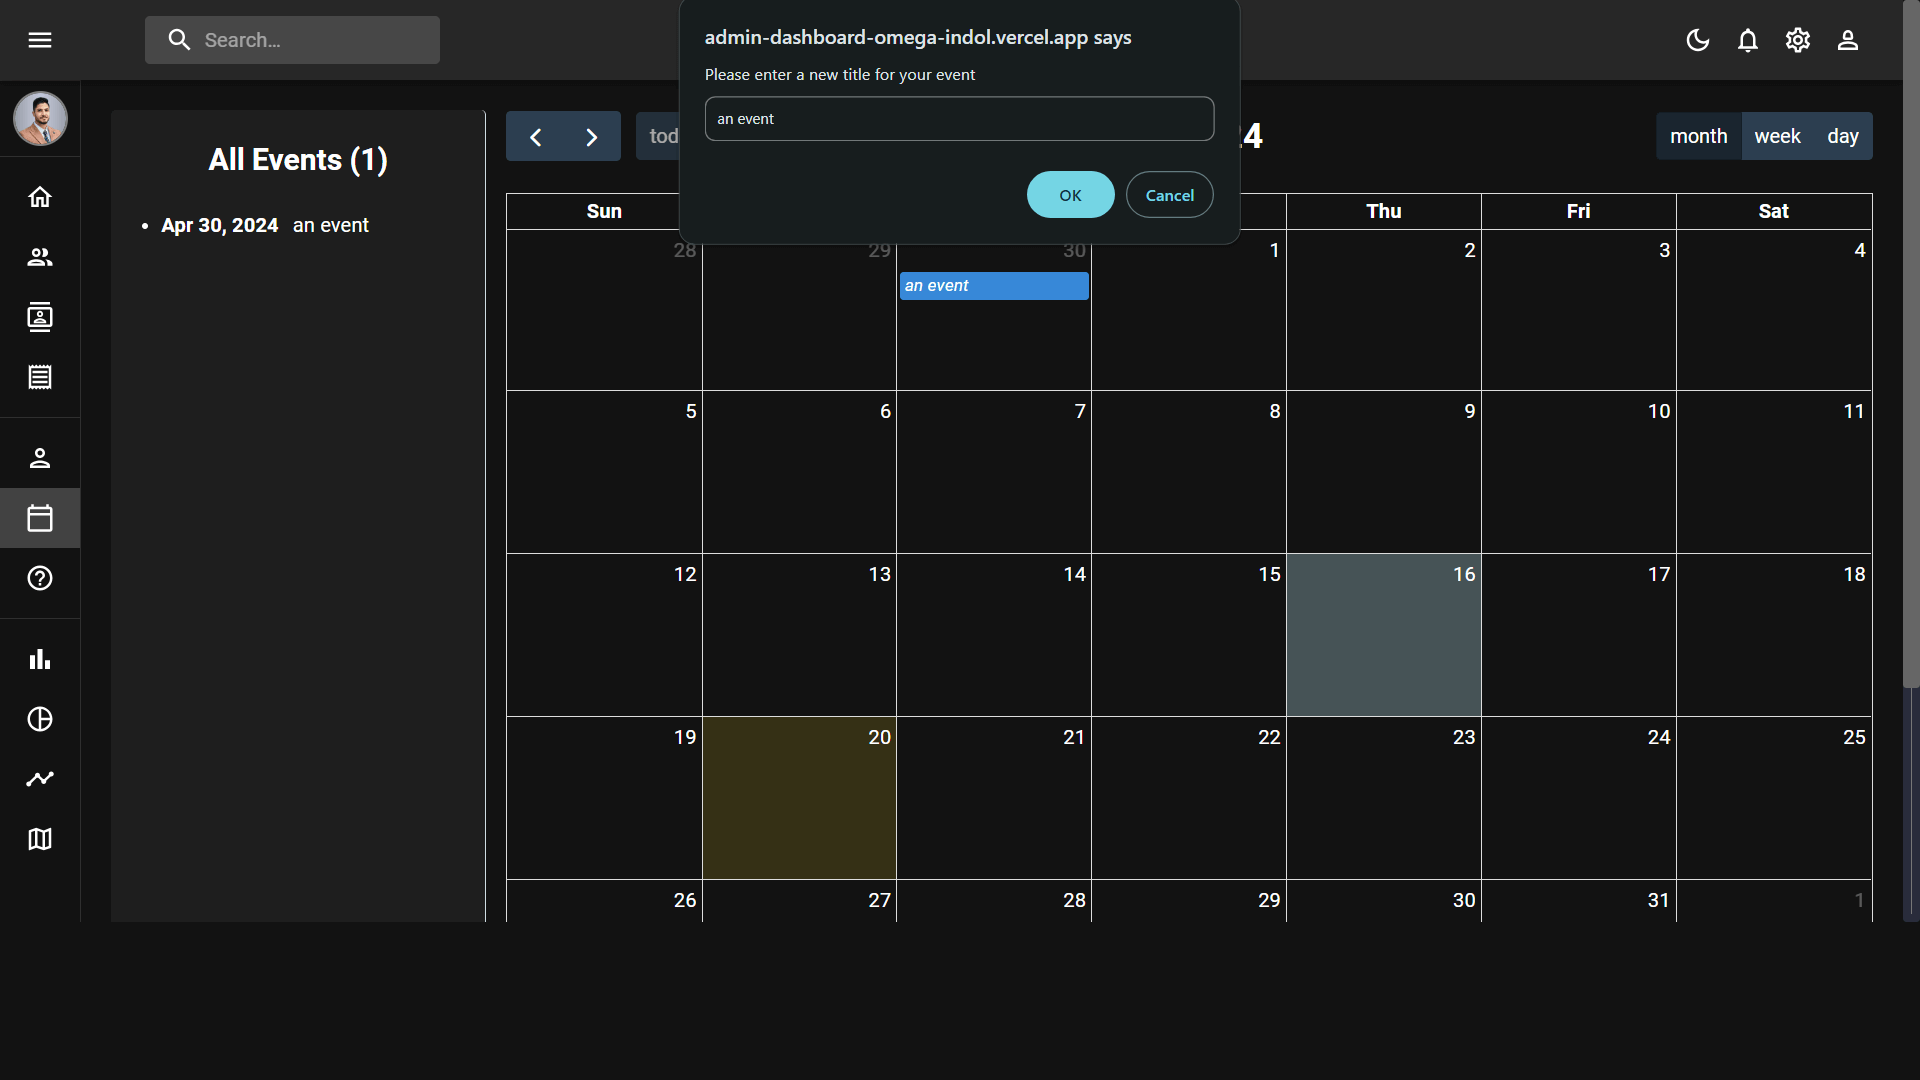 Search...
admin-dashboard-omega-indol.vercel.app says
Please enter a new title for your event
an event
OK
Cancel
All Events (1)
Apr 30, 2024 an event
tod
24
month week day
Sun Thu Fri Sat
28 29 30 1 2 3 4
an event
5 6 7 8 9 10 11
12 13 14 15 16 17 18
19 20 21 22 23 24 25
26 27 28 29 30 31 1